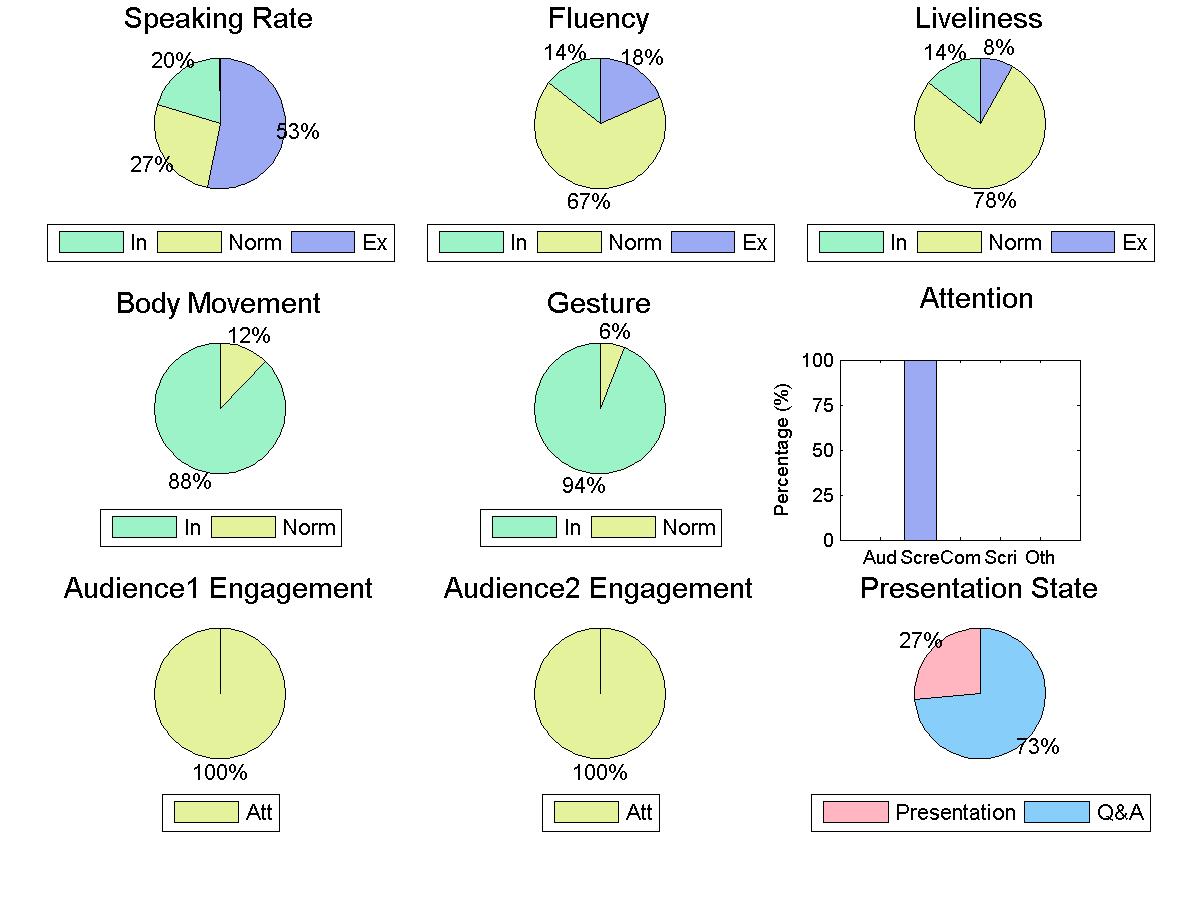 Speaking Rate
20%
53%
27%
In Norm Ex
Fluency
14%
18%
67%
In Norm Ex
Liveliness
14%
8%
78%
In Norm Ex
Body Movement
12%
88%
In Norm
Gesture
6%
94%
In Norm
Attention
Percentage (%)
100
75
50
25
0
Aud Scre Com Scri Oth
Audience1 Engagement
100%
Att
Audience2 Engagement
100%
Att
Presentation State
27%
73%
Presentation Q&A